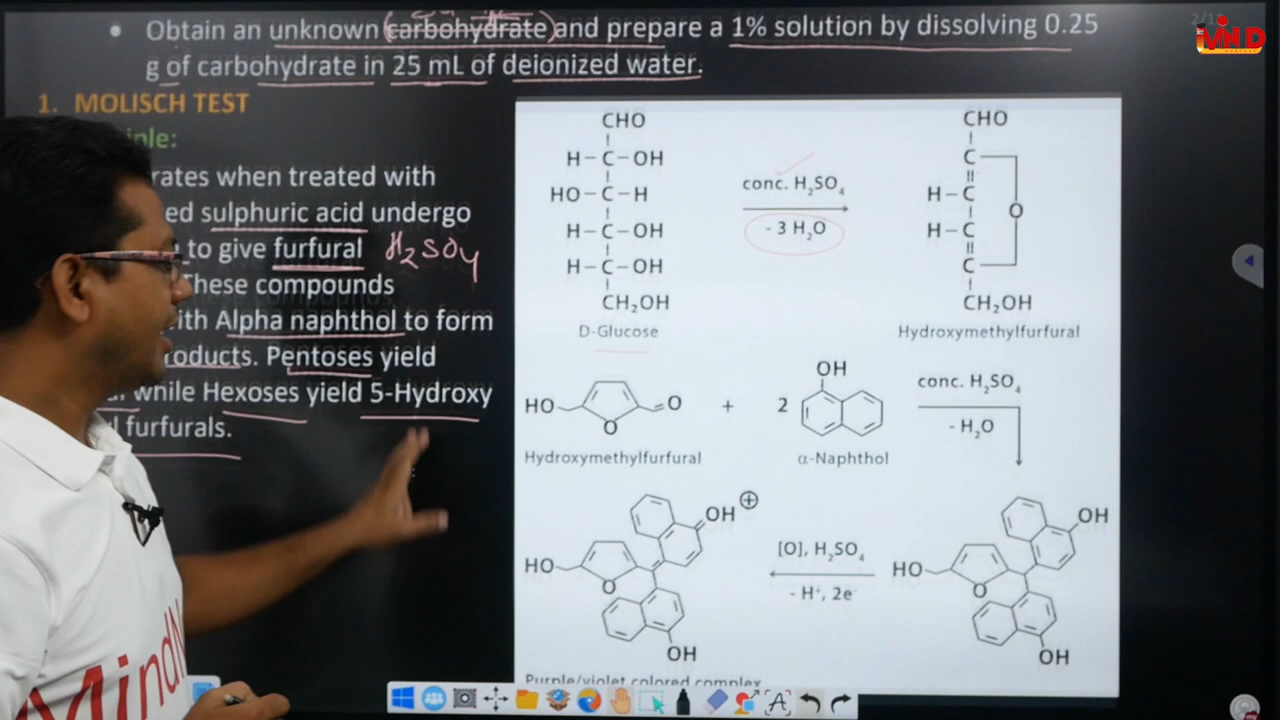 • Obtain an unknown (carbohydrate) and prepare a 1% solution by dissolving 0.25
g of carbohydrate in 25 mL of deionized water.
1. MOLISCH TEST
iple:
rates when treated with
ed sulphuric acid undergo
to give furfural H₂SO₄
These compounds
ith Alpha naphthol to form
roducts. Pentoses yield
while Hexoses yield 5-Hydroxy
l furfurals.
CHO
H-C-OH
HO-C-H
H-C-OH
H-C-OH
CH₂OH
D-Glucose
conc. H₂SO₄
- 3 H₂O
CHO
C
H-C
O
H-C
C
CH₂OH
Hydroxymethylfurfural
HO
O
O
Hydroxymethylfurfural
+
2
OH
α-Naphthol
conc. H₂SO₄
- H₂O
OH ⊕
HO
O
OH
[O], H₂SO₄
- H⁺, 2e⁻
OH
HO
O
OH
Purple/violet colored complex
MIND
MindN